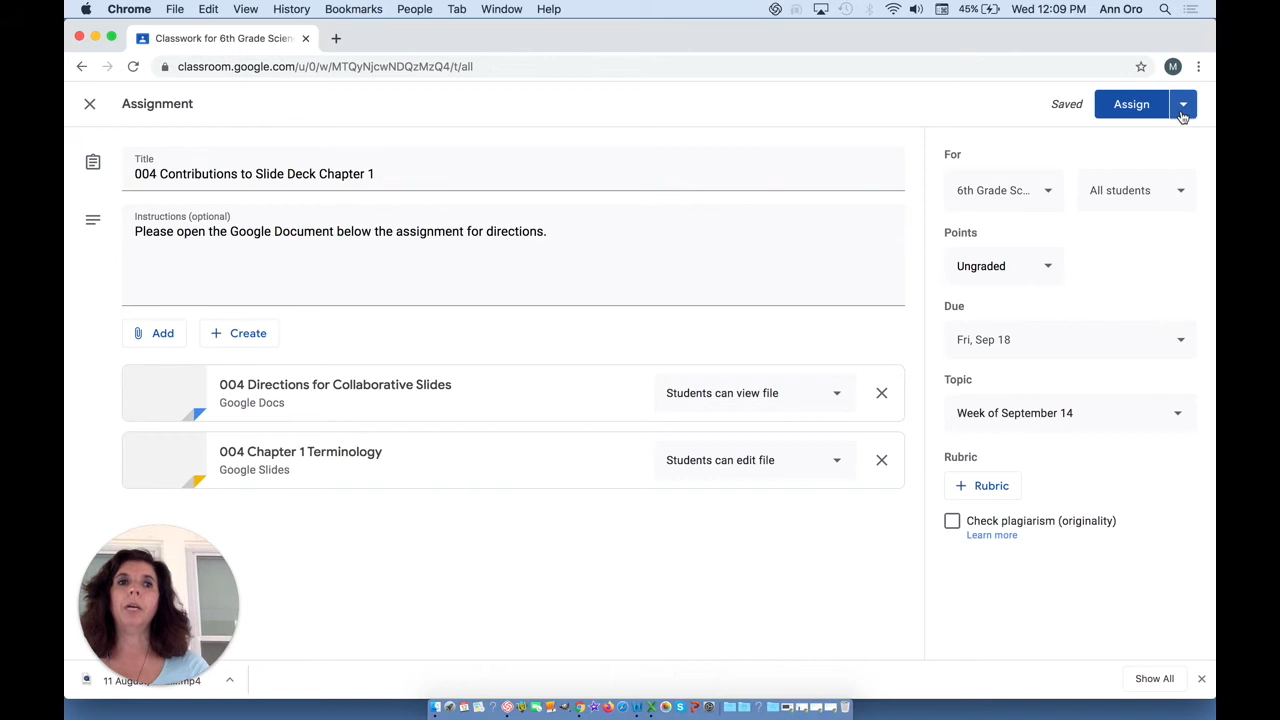 Chrome File Edit View History Bookmarks People Tab Window Help 45% Wed 12:09 PM Ann Oro
Classwork for 6th Grade Scien
classroom.google.com/u/0/w/MTQyNjcwNDQzMzQ4/t/all M
Assignment Saved Assign
Title
004 Contributions to Slide Deck Chapter 1
Instructions (optional)
Please open the Google Document below the assignment for directions.
Add Create
004 Directions for Collaborative Slides
Google Docs
Students can view file
004 Chapter 1 Terminology
Google Slides
Students can edit file
For
6th Grade Sc... All students
Points
Ungraded
Due
Fri, Sep 18
Topic
Week of September 14
Rubric
Rubric
Check plagiarism (originality)
Learn more
11 Augu mp4
Show All